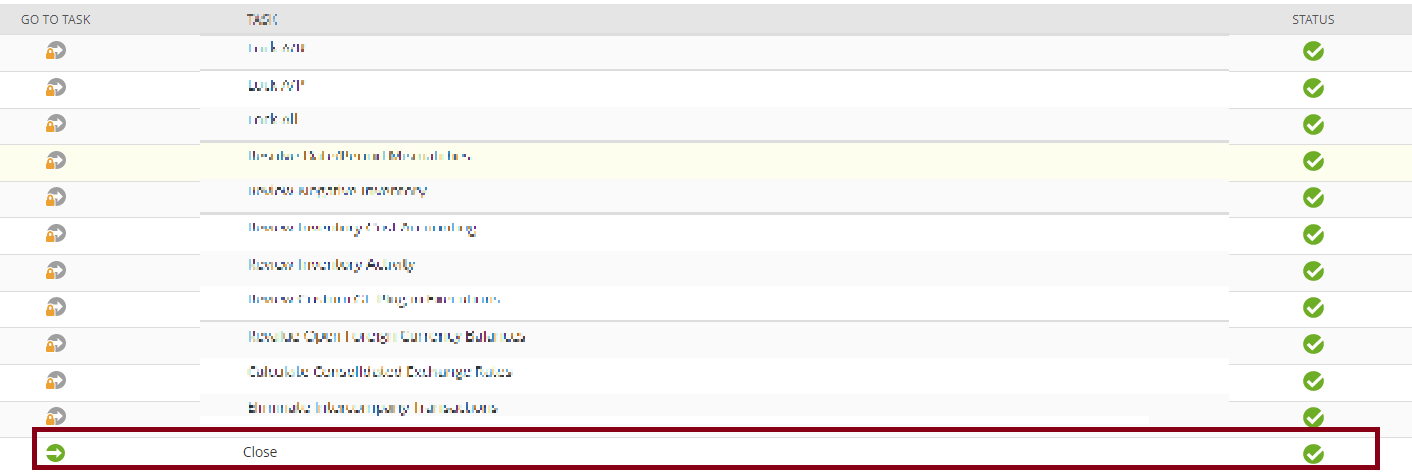 GO TO TASK TASK STATUS
Lock A/R
Lock A/P
Lock All
Resolve Date/Period Mismatches
Review Negative Inventory
Review Inventory Cost Accounting
Review Inventory Activity
Review Custom GL Plug-in Executions
Revalue Open Foreign Currency Balances
Calculate Consolidated Exchange Rates
Eliminate Intercompany Transactions
Close